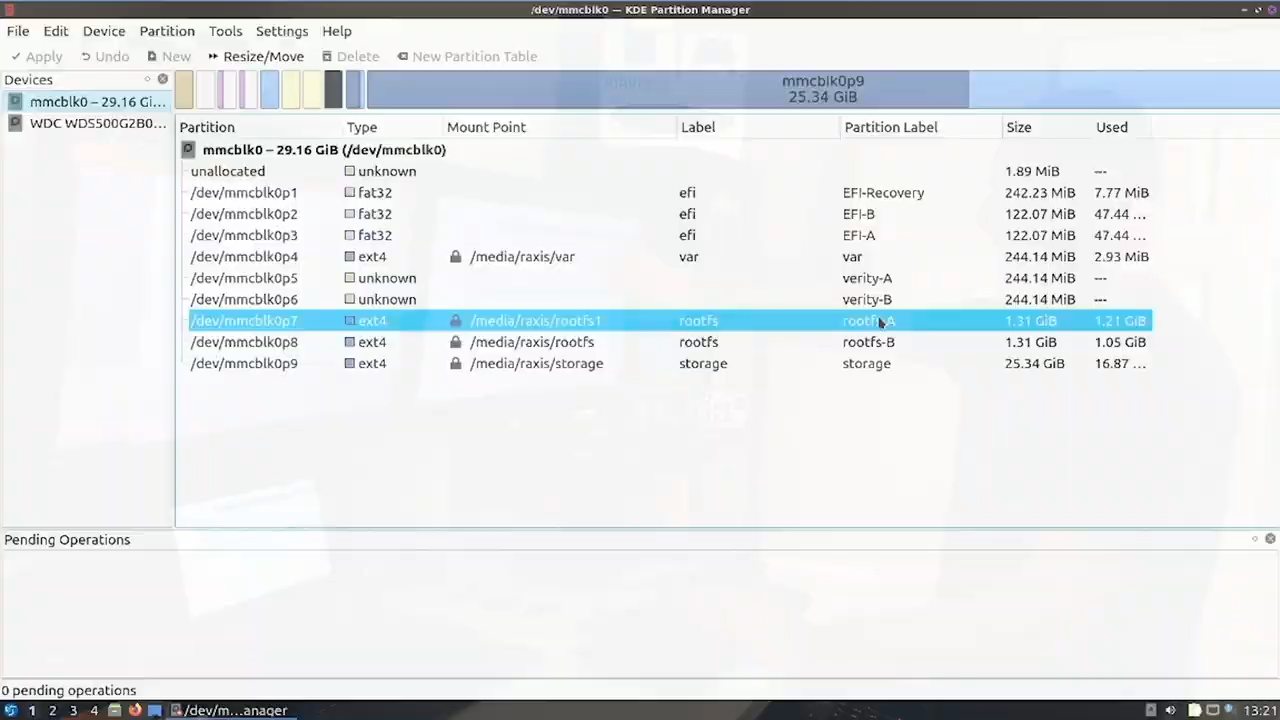 /dev/mmcblk0 — KDE Partition Manager
File Edit Device Partition Tools Settings Help
Apply Undo New Resize/Move Delete New Partition Table
Devices
mmcblk0 – 29.16 Gi...
WDC WDS500G2B0...
mmcblk0p9
25.34 GiB
Partition Type Mount Point Label Partition Label Size Used
mmcblk0 – 29.16 GiB (/dev/mmcblk0)
unallocated unknown 1.89 MiB ---
/dev/mmcblk0p1 fat32 efi EFI-Recovery 242.23 MiB 7.77 MiB
/dev/mmcblk0p2 fat32 efi EFI-B 122.07 MiB 47.44 ...
/dev/mmcblk0p3 fat32 efi EFI-A 122.07 MiB 47.44 ...
/dev/mmcblk0p4 ext4 /media/raxis/var var var 244.14 MiB 2.93 MiB
/dev/mmcblk0p5 unknown verity-A 244.14 MiB ---
/dev/mmcblk0p6 unknown verity-B 244.14 MiB ---
/dev/mmcblk0p7 ext4 /media/raxis/rootfs1 rootfs rootfs-A 1.31 GiB 1.21 GiB
/dev/mmcblk0p8 ext4 /media/raxis/rootfs rootfs rootfs-B 1.31 GiB 1.05 GiB
/dev/mmcblk0p9 ext4 /media/raxis/storage storage storage 25.34 GiB 16.87 ...
Pending Operations
0 pending operations
1 2 3 4 /dev/m...anager 13:21